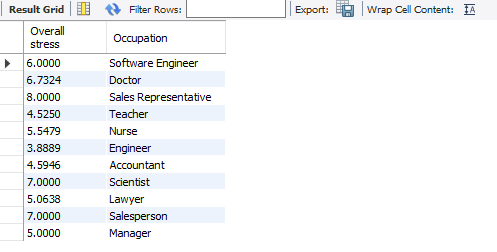 Result Grid Filter Rows: Export: Wrap Cell Content: IA
Overall stress Occupation
6.0000 Software Engineer
6.7324 Doctor
8.0000 Sales Representative
4.5250 Teacher
5.5479 Nurse
3.8889 Engineer
4.5946 Accountant
7.0000 Scientist
5.0638 Lawyer
7.0000 Salesperson
5.0000 Manager